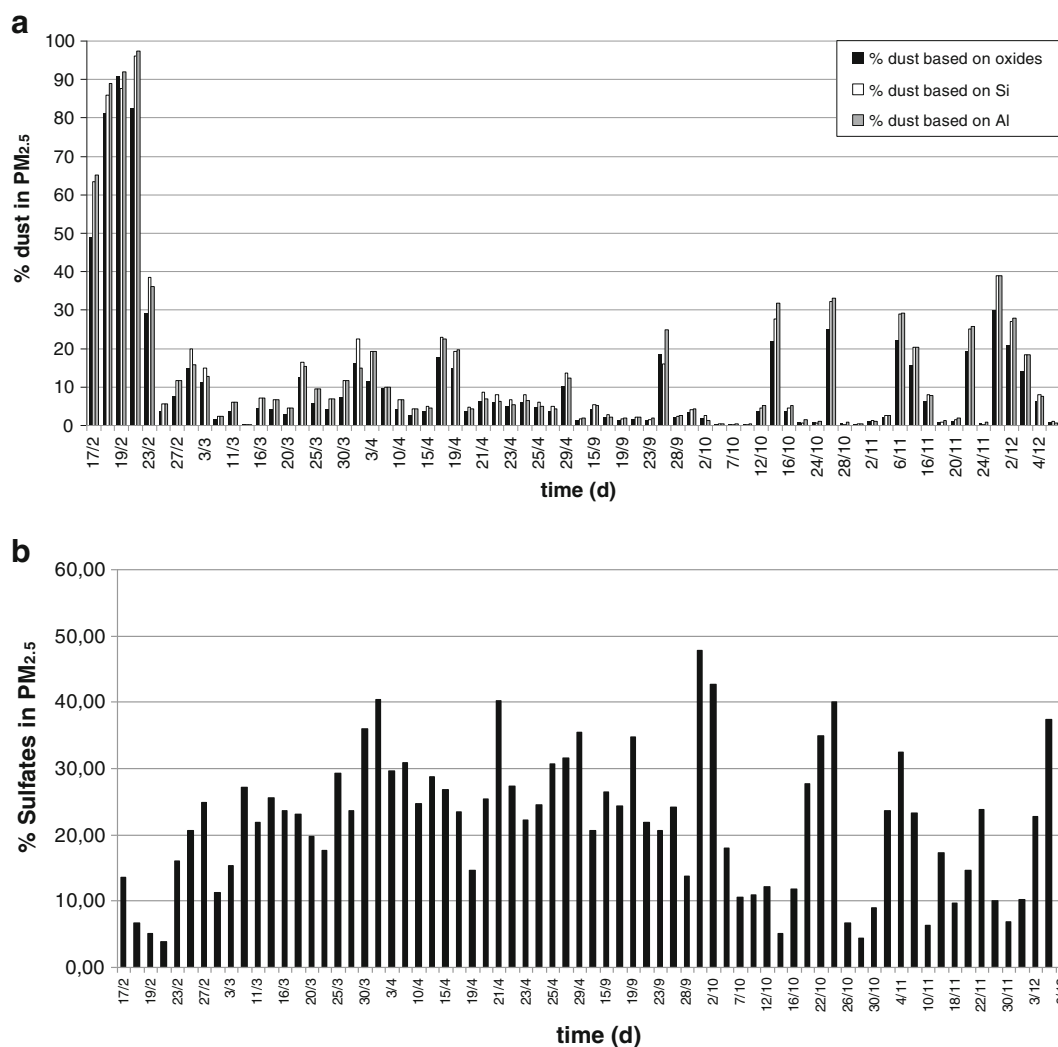 a
100
90
80
70
60
50
40
30
20
10
0
% dust in PM2.5
% dust based on oxides
% dust based on Si
% dust based on Al
17/2 19/2 23/2 27/2 3/3 11/3 16/3 20/3 25/3 30/3 3/4 10/4 15/4 19/4 21/4 23/4 25/4 29/4 15/9 19/9 23/9 28/9 2/10 7/10 12/10 16/10 24/10 28/10 2/11 6/11 16/11 20/11 24/11 2/12 4/12
time (d)
b
60,00
50,00
40,00
30,00
20,00
10,00
0,00
% Sulfates in PM2.5
17/2 19/2 23/2 27/2 3/3 11/3 16/3 20/3 25/3 30/3 3/4 10/4 15/4 19/4 21/4 23/4 25/4 29/4 15/9 19/9 23/9 28/9 2/10 7/10 12/10 16/10 22/10 26/10 30/10 4/11 10/11 18/11 22/11 30/11 3/12
time (d)